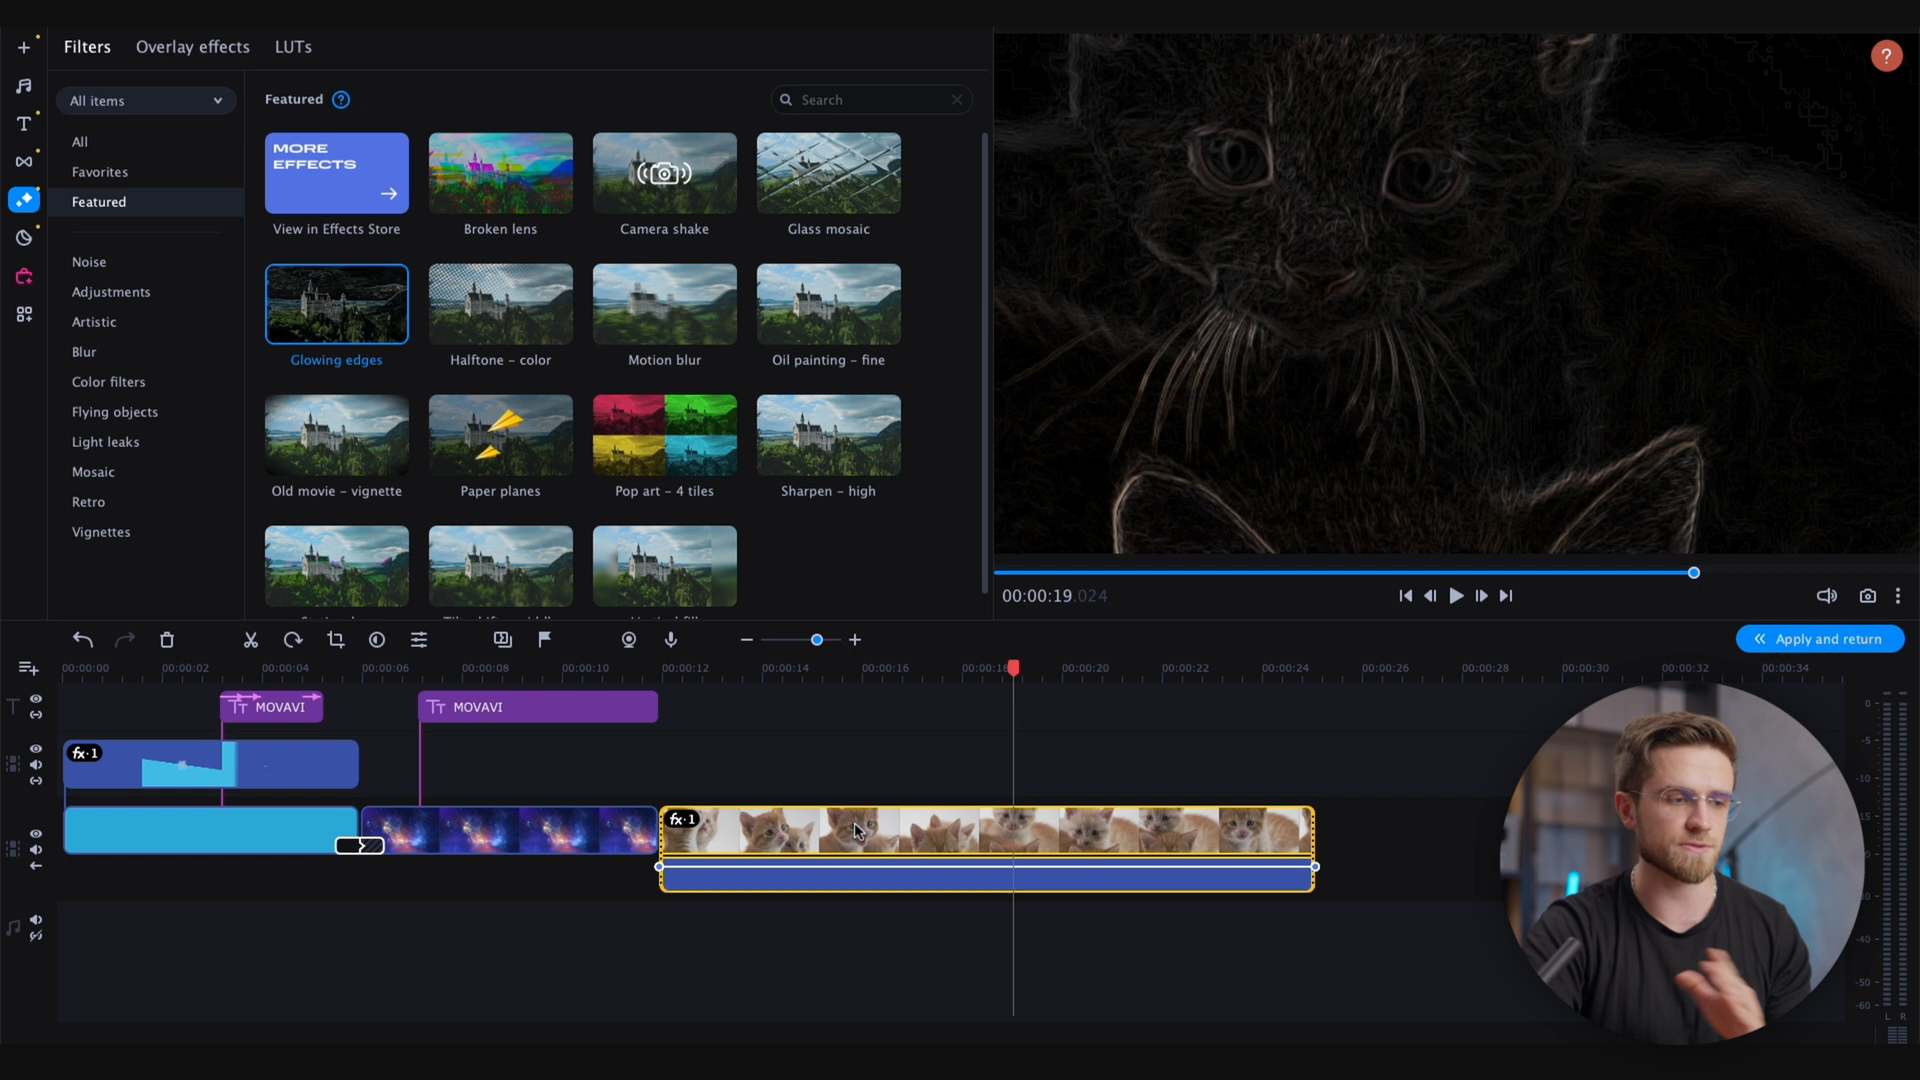 Filters
Overlay effects
LUTs
All items
Featured
?
Search
?
All
Favorites
Featured
Noise
Adjustments
Artistic
Blur
Color filters
Flying objects
Light leaks
Mosaic
Retro
Vignettes
MORE
EFFECTS
View in Effects Store
Broken lens
Camera shake
Glass mosaic
Glowing edges
Halftone – color
Motion blur
Oil painting – fine
Old movie – vignette
Paper planes
Pop art – 4 tiles
Sharpen – high
00:00:19.024
Apply and return
00:00:00
00:00:02
00:00:04
00:00:06
00:00:08
00:00:10
00:00:12
00:00:14
00:00:16
00:00:18
00:00:20
00:00:22
00:00:24
00:00:26
00:00:28
00:00:30
00:00:32
00:00:34
MOVAVI
MOVAVI
fx·1
fx·1
0
-5
-10
-40
-50
-60
L R